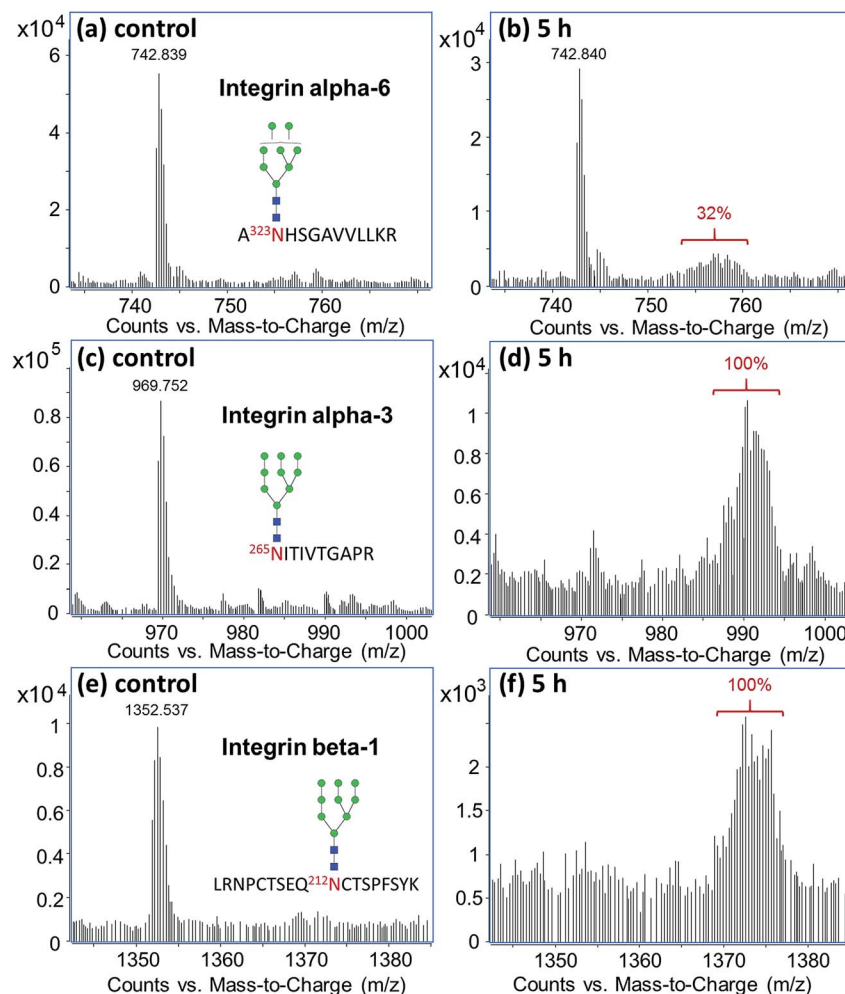 (a) control
x10⁴
742.839
6
Integrin alpha-6
4
2
A³²³NHSGAVVLLKR
0
740 750 760
Counts vs. Mass-to-Charge (m/z)
(b) 5 h
x10⁴
742.840
3
2
1
32%
0
740 750 760
Counts vs. Mass-to-Charge (m/z)
(c) control
x10⁵
969.752
0.8
Integrin alpha-3
0.6
0.4
0.2
²⁶⁵NITIVTGAPR
0
970 980 990 1000
Counts vs. Mass-to-Charge (m/z)
(d) 5 h
x10⁴
100%
1
0.8
0.6
0.4
0.2
0
970 980 990 1000
Counts vs. Mass-to-Charge (m/z)
(e) control
x10⁴
1352.537
1
Integrin beta-1
0.8
0.6
0.4
LRNPCTSEQ²¹²NCTSPFSYK
0.2
0
1350 1360 1370 1380
Counts vs. Mass-to-Charge (m/z)
(f) 5 h
x10³
100%
2.5
2
1.5
1
0.5
0
1350 1360 1370 1380
Counts vs. Mass-to-Charge (m/z)